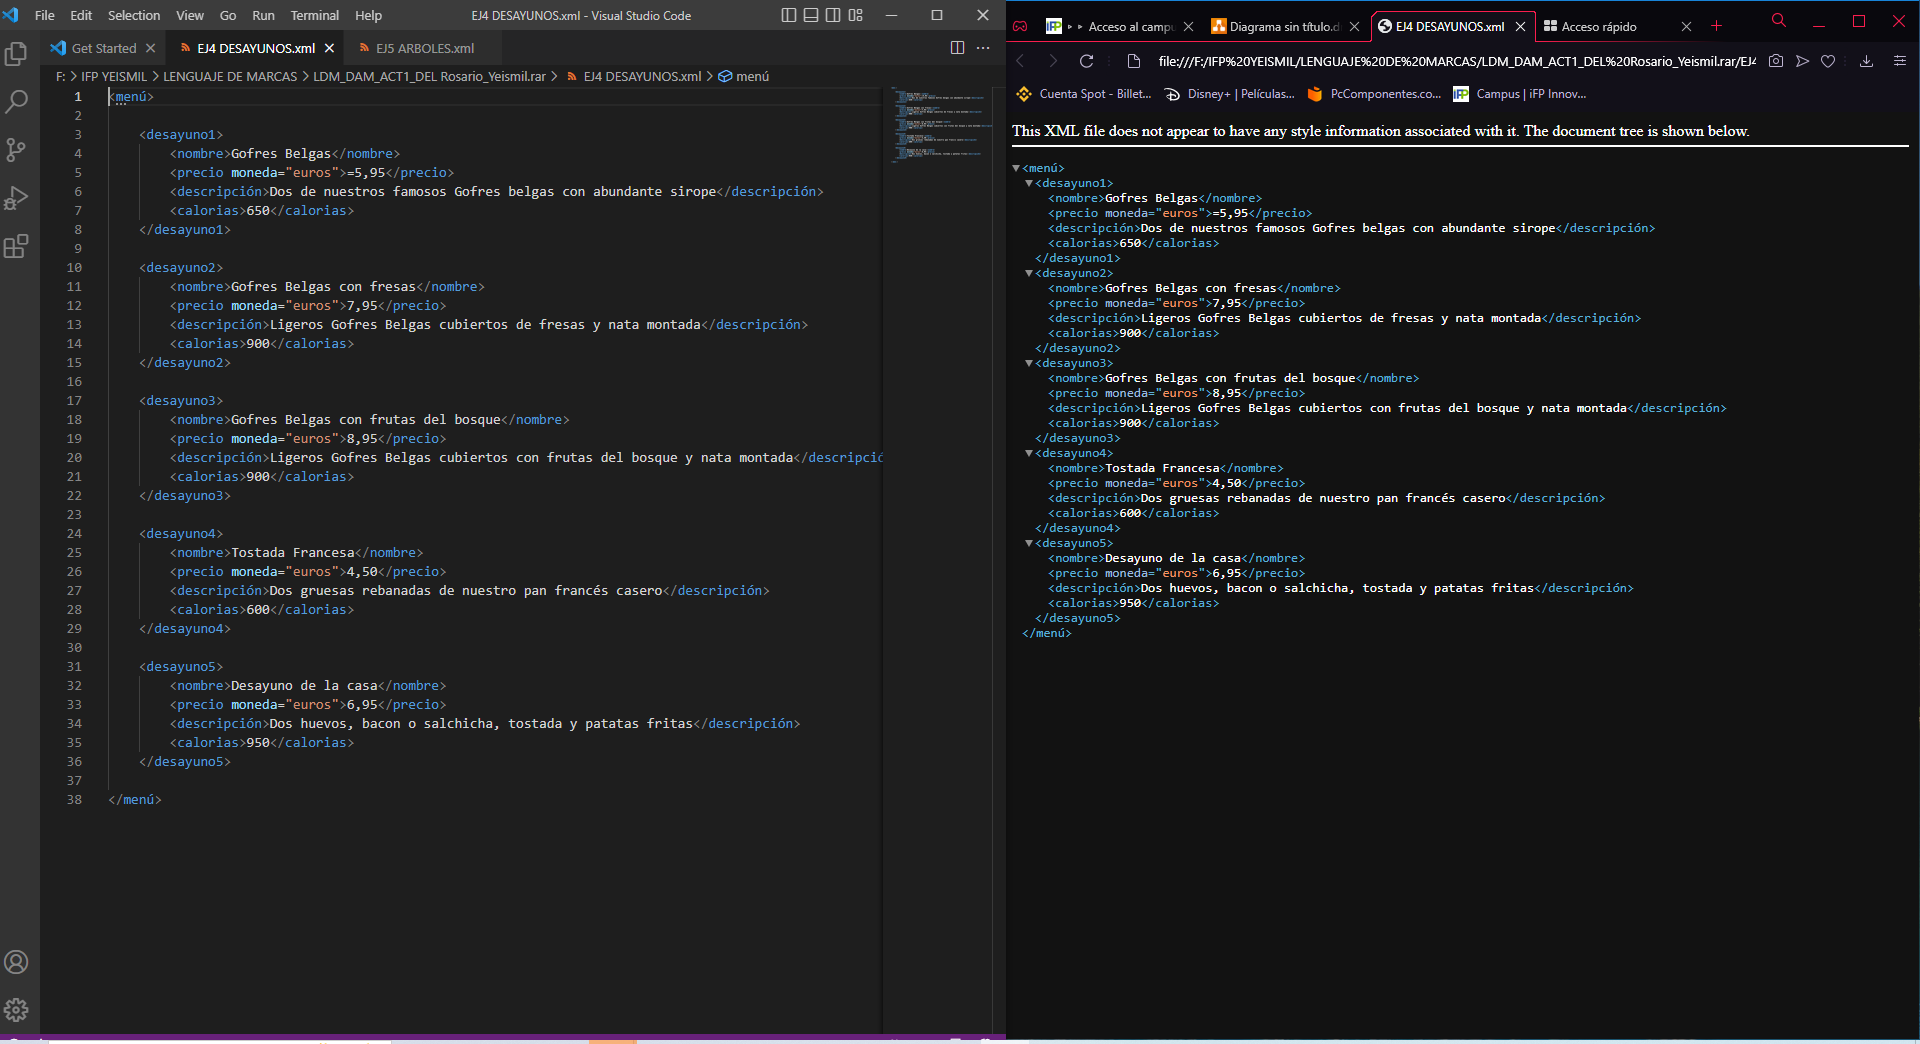 File Edit Selection View Go Run Terminal Help EJ4 DESAYUNOS.xml - Visual Studio Code
Get Started EJ4 DESAYUNOS.xml EJ5 ARBOLES.xml
F: > IFP YEISMIL > LENGUAJE DE MARCAS > LDM_DAM_ACT1_DEL Rosario_Yeismil.rar > EJ4 DESAYUNOS.xml > menú
1 <menú>
2
3 <desayuno1>
4 <nombre>Gofres Belgas</nombre>
5 <precio moneda="euros">=5,95</precio>
6 <descripción>Dos de nuestros famosos Gofres belgas con abundante sirope</descripción>
7 <calorias>650</calorias>
8 </desayuno1>
9
10 <desayuno2>
11 <nombre>Gofres Belgas con fresas</nombre>
12 <precio moneda="euros">7,95</precio>
13 <descripción>Ligeros Gofres Belgas cubiertos de fresas y nata montada</descripción>
14 <calorias>900</calorias>
15 </desayuno2>
16
17 <desayuno3>
18 <nombre>Gofres Belgas con frutas del bosque</nombre>
19 <precio moneda="euros">8,95</precio>
20 <descripción>Ligeros Gofres Belgas cubiertos con frutas del bosque y nata montada</descripció
21 <calorias>900</calorias>
22 </desayuno3>
23
24 <desayuno4>
25 <nombre>Tostada Francesa</nombre>
26 <precio moneda="euros">4,50</precio>
27 <descripción>Dos gruesas rebanadas de nuestro pan francés casero</descripción>
28 <calorias>600</calorias>
29 </desayuno4>
30
31 <desayuno5>
32 <nombre>Desayuno de la casa</nombre>
33 <precio moneda="euros">6,95</precio>
34 <descripción>Dos huevos, bacon o salchicha, tostada y patatas fritas</descripción>
35 <calorias>950</calorias>
36 </desayuno5>
37
38 </menú>
iFP Acceso al campu Diagrama sin título.d EJ4 DESAYUNOS.xml Acceso rápido
file:///F:/IFP%20YEISMIL/LENGUAJE%20DE%20MARCAS/LDM_DAM_ACT1_DEL%20Rosario_Yeismil.rar/EJ4
Cuenta Spot - Billet... Disney+ | Películas... PcComponentes.co... iFP Campus | iFP Innov...
This XML file does not appear to have any style information associated with it. The document tree is shown below.
<menú>
<desayuno1>
<nombre>Gofres Belgas</nombre>
<precio moneda="euros">=5,95</precio>
<descripción>Dos de nuestros famosos Gofres belgas con abundante sirope</descripción>
<calorias>650</calorias>
</desayuno1>
<desayuno2>
<nombre>Gofres Belgas con fresas</nombre>
<precio moneda="euros">7,95</precio>
<descripción>Ligeros Gofres Belgas cubiertos de fresas y nata montada</descripción>
<calorias>900</calorias>
</desayuno2>
<desayuno3>
<nombre>Gofres Belgas con frutas del bosque</nombre>
<precio moneda="euros">8,95</precio>
<descripción>Ligeros Gofres Belgas cubiertos con frutas del bosque y nata montada</descripción>
<calorias>900</calorias>
</desayuno3>
<desayuno4>
<nombre>Tostada Francesa</nombre>
<precio moneda="euros">4,50</precio>
<descripción>Dos gruesas rebanadas de nuestro pan francés casero</descripción>
<calorias>600</calorias>
</desayuno4>
<desayuno5>
<nombre>Desayuno de la casa</nombre>
<precio moneda="euros">6,95</precio>
<descripción>Dos huevos, bacon o salchicha, tostada y patatas fritas</descripción>
<calorias>950</calorias>
</desayuno5>
</menú>